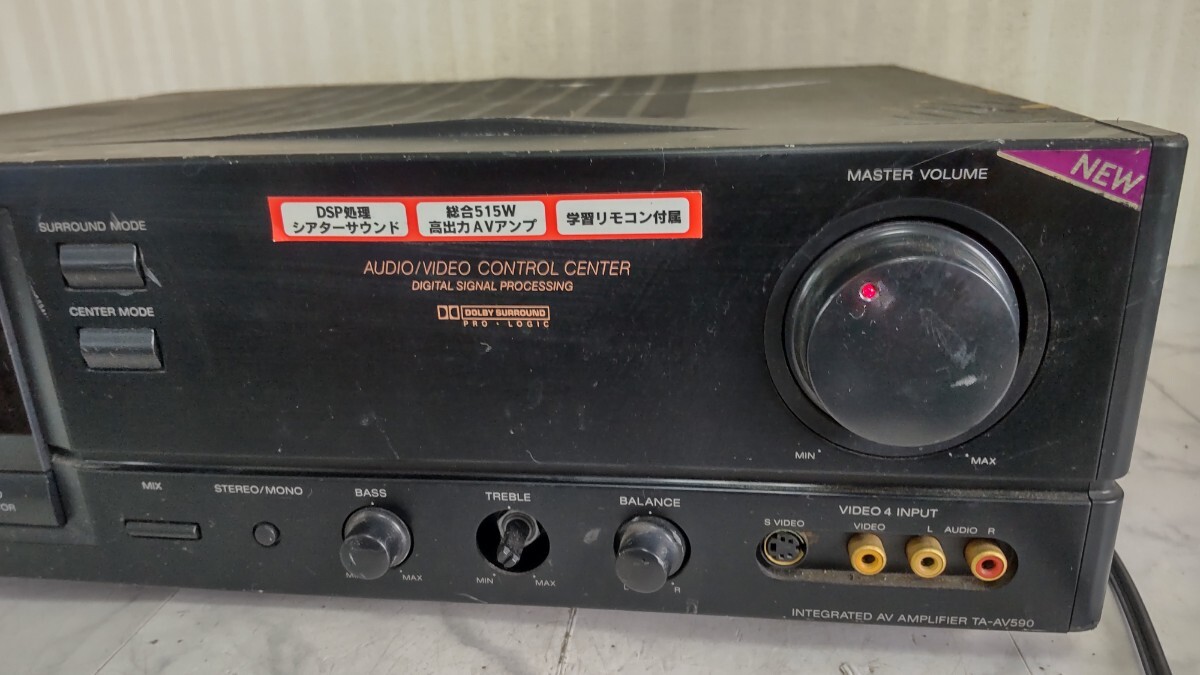 NEW
MASTER VOLUME
DSP処理
シアターサウンド
総合515W
高出力AVアンプ
学習リモコン付属
SURROUND MODE
AUDIO/VIDEO CONTROL CENTER
DIGITAL SIGNAL PROCESSING
CENTER MODE
DOLBY SURROUND
PRO・LOGIC
MIN
MAX
MIX
STEREO/MONO
BASS
TREBLE
BALANCE
VIDEO 4 INPUT
S VIDEO
VIDEO
L AUDIO R
MAX
MIN
MAX
L
R
INTEGRATED AV AMPLIFIER TA-AV590